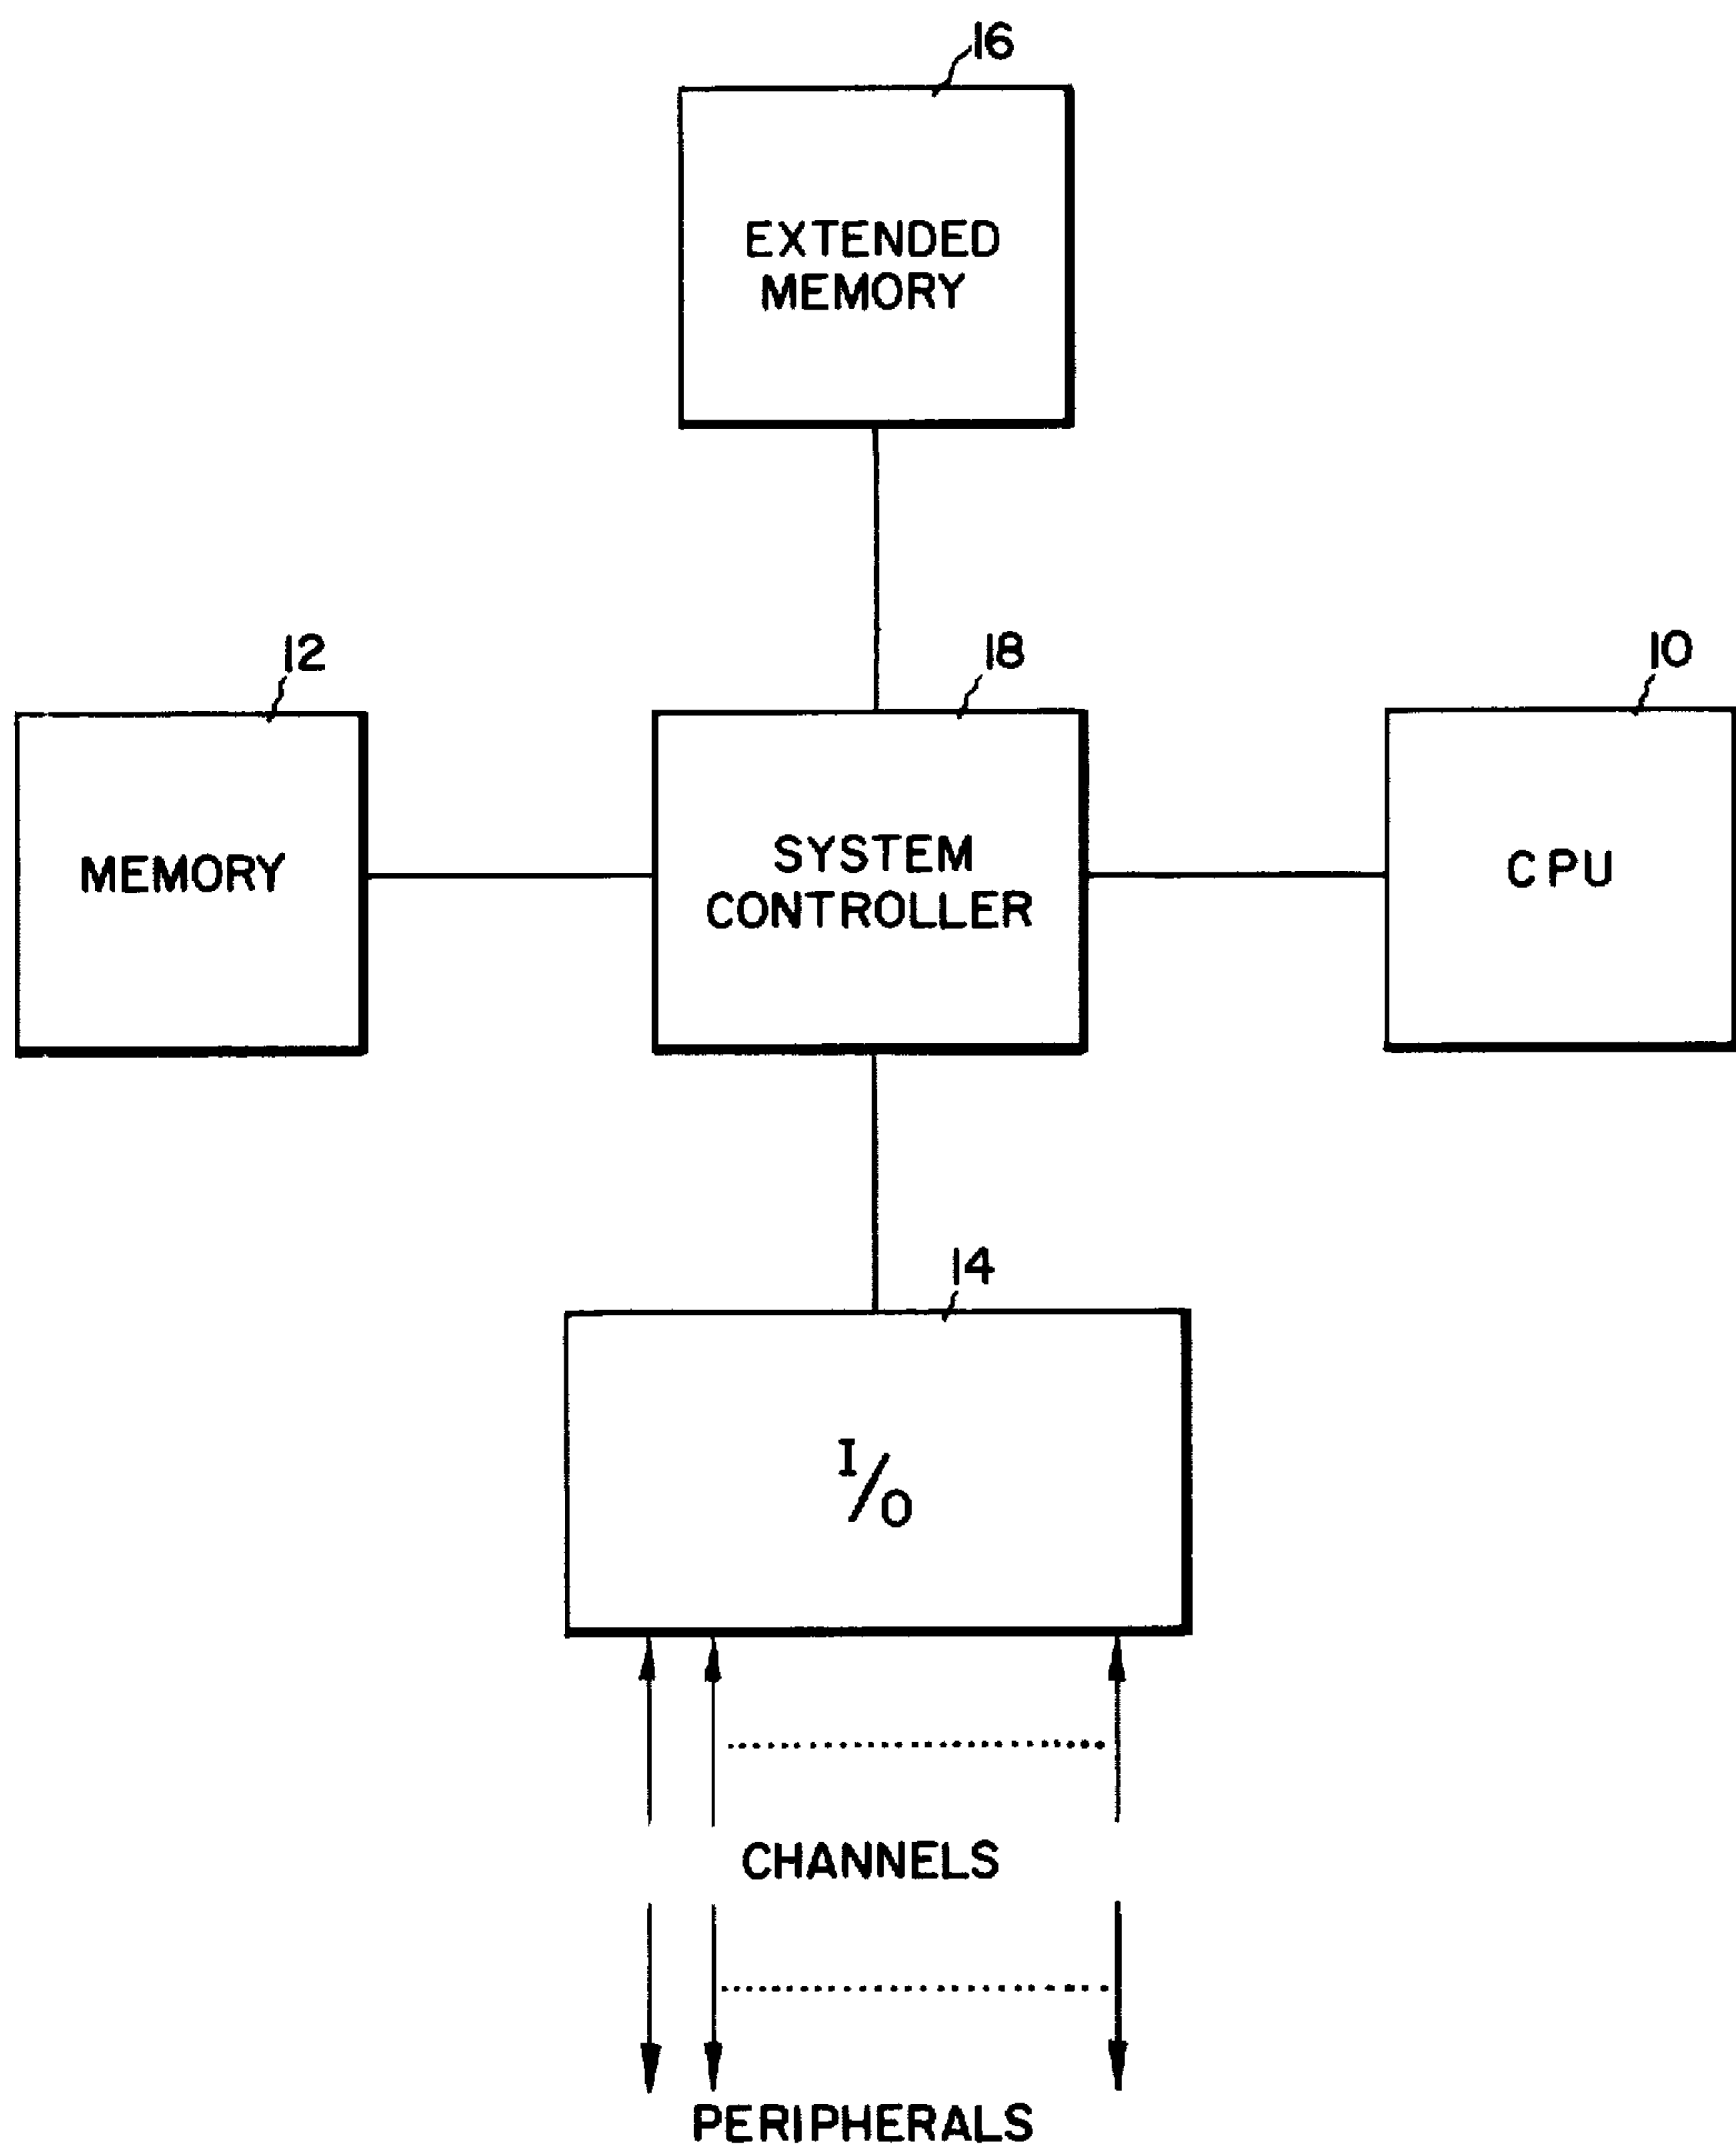 16
EXTENDED
MEMORY
12
18
10
MEMORY
SYSTEM
CONTROLLER
CPU
14
I/O
CHANNELS
PERIPHERALS